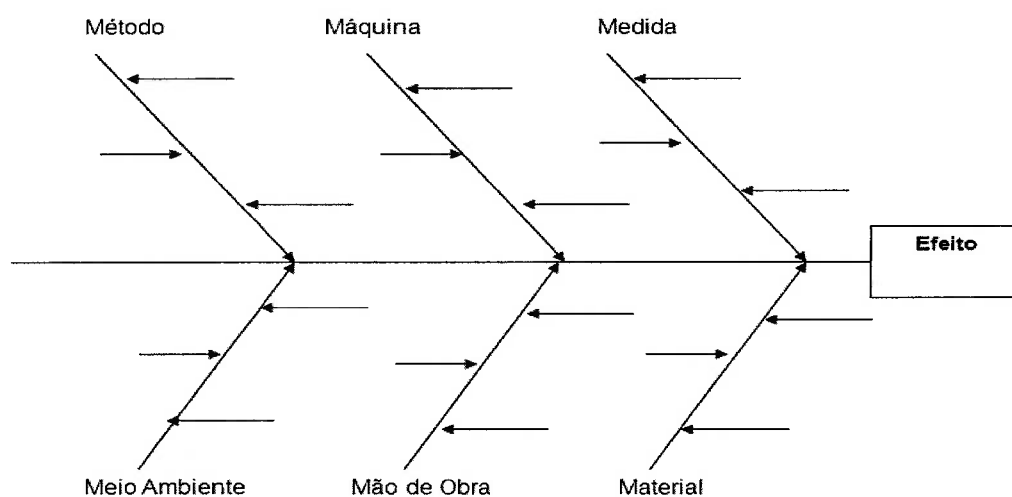 Método
Máquina
Medida
Efeito
Meio Ambiente
Mão de Obra
Material